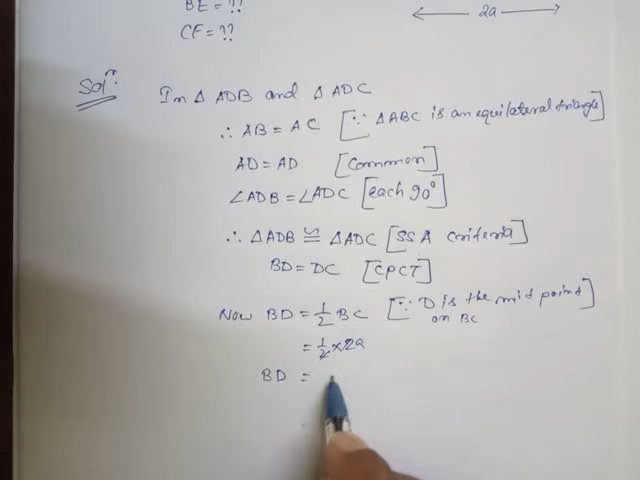 BE = ??
2a
CF = ??
Solⁿ. In △ ADB and △ ADC
∴ AB = AC [∵ △ABC is an equilateral triangle]
AD = AD [common]
∠ADB = ∠ADC [each 90°]
∴ △ADB ≅ △ADC [SSA criteria]
BD = DC [CPCT]
Now BD = 1/2 BC [∵ D is the mid point on BC]
= 1/2 × 2a
BD =